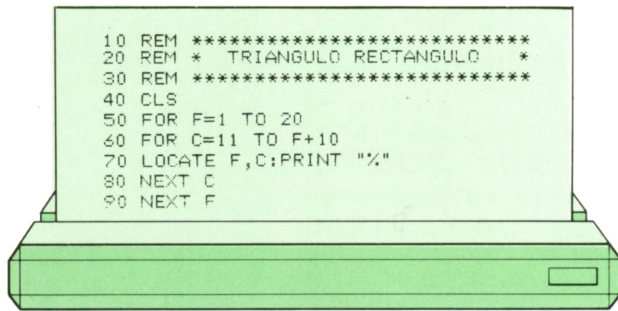 10 REM ****************************
20 REM *  TRIANGULO RECTANGULO   *
30 REM ****************************
40 CLS
50 FOR F=1 TO 20
60 FOR C=11 TO F+10
70 LOCATE F,C:PRINT "%"
80 NEXT C
90 NEXT F